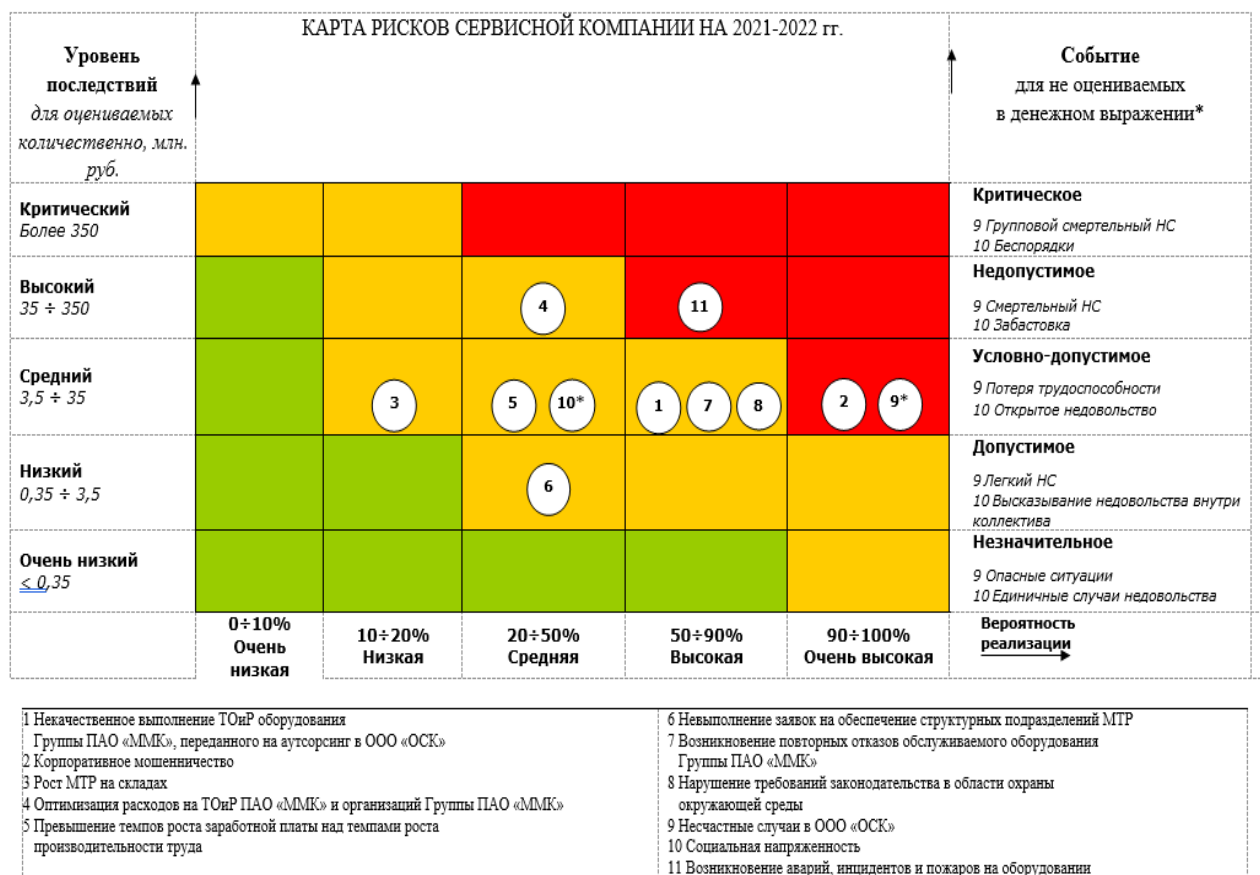 КАРТА РИСКОВ СЕРВИСНОЙ КОМПАНИИ НА 2021-2022 гг.
Уровень
последствий
для оцениваемых
количественно, млн.
руб.
Событие
для не оцениваемых
в денежном выражении*
Критический
Более 350
Критическое
9 Групповой смертельный НС
10 Беспорядки
Высокий
35 ÷ 350
4
11
Недопустимое
9 Смертельный НС
10 Забастовка
Средний
3,5 ÷ 35
3
5
10*
1
7
8
2
9*
Условно-допустимое
9 Потеря трудоспособности
10 Открытое недовольство
Низкий
0,35 ÷ 3,5
6
Допустимое
9 Легкий НС
10 Высказывание недовольства внутри
коллектива
Очень низкий
< 0,35
Незначительное
9 Опасные ситуации
10 Единичные случаи недовольства
0÷10%
Очень
низкая
10÷20%
Низкая
20÷50%
Средняя
50÷90%
Высокая
90÷100%
Очень высокая
Вероятность
реализации
1 Некачественное выполнение ТОиР оборудования
Группы ПАО «ММК», переданного на аутсорсинг в ООО «ОСК»
2 Корпоративное мошенничество
3 Рост МТР на складах
4 Оптимизация расходов на ТОиР ПАО «ММК» и организаций Группы ПАО «ММК»
5 Превышение темпов роста заработной платы над темпами роста
производительности труда
6 Невыполнение заявок на обеспечение структурных подразделений МТР
7 Возникновение повторных отказов обслуживаемого оборудования
Группы ПАО «ММК»
8 Нарушение требований законодательства в области охраны
окружающей среды
9 Несчастные случаи в ООО «ОСК»
10 Социальная напряженность
11 Возникновение аварий, инцидентов и пожаров на оборудовании